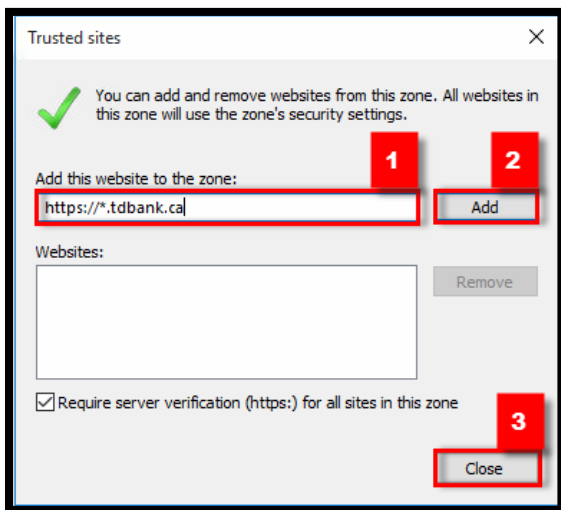 Trusted sites
You can add and remove websites from this zone. All websites in
this zone will use the zone's security settings.
1
2
Add this website to the zone:
https://*.tdbank.ca
Add
Websites:
Remove
Require server verification (https:) for all sites in this zone
3
Close